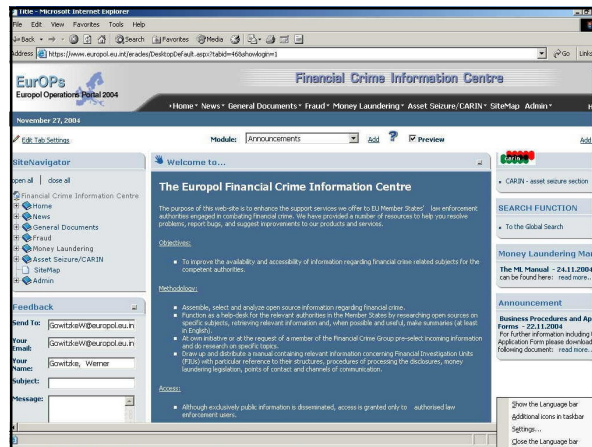 Title - Microsoft Internet Explorer
File Edit View Favorites Tools Help
Back Search Favorites Media
Address https://www.europol.eu.int/eracles/DesktopDefault.aspx?tabid=468&showlogin=1 Go Links
EurOPs
Europol Operations Portal 2004
Financial Crime Information Centre
Home News General Documents Fraud Money Laundering Asset Seizure/CARIN SiteMap Admin
November 27, 2004
Edit Tab Settings Module: Announcements Add ? Preview Add
SiteNavigator
open all | close all
Financial Crime Information Centre
Home
News
General Documents
Fraud
Money Laundering
Asset Seizure/CARIN
SiteMap
Admin
Feedback
Send To: GowitzkeW@europol.eu.in
Your Email: GowitzkeW@europol.eu.in
Your Name: Gowitzke, Werner
Subject:
Message:
Welcome to...
The Europol Financial Crime Information Centre
The purpose of this web-site is to enhance the support services we offer to EU Member States' law enforcement
authorities engaged in combating financial crime. We have provided a number of resources to help you resolve
problems, report bugs, and suggest improvements to our products and services.
Objectives:
To improve the availability and accessibility of information regarding financial crime related subjects for the
competent authorities.
Methodology:
Assemble, select and analyze open source information regarding financial crime.
Function as a help-desk for the relevant authorities in the Member States by researching open sources on
specific subjects, retrieving relevant information and, when possible and useful, make summaries (at least
in English).
At own initiative or at the request of a member of the Financial Crime Group pre-select incoming information
and do research on specific topics.
Draw up and distribute a manual containing relevant information concerning Financial Investigation Units
(FIUs) with particular reference to their structures, procedures of processing the disclosures, money
laundering legislation, points of contact and channels of communication.
Access:
Although exclusively public information is disseminated, access is granted only to authorised law
enforcement users.
carin
CARIN - asset seizure section
SEARCH FUNCTION
To the Global Search
Money Laundering Man
The ML Manual - 24.11.2004
can be found here: read more..
Announcement
Business Procedures and Ap
Forms - 22.11.2004
For further information including t
Application Form please download
following document: read more..
Show the Language bar
Additional icons in taskbar
Settings...
Close the Language bar